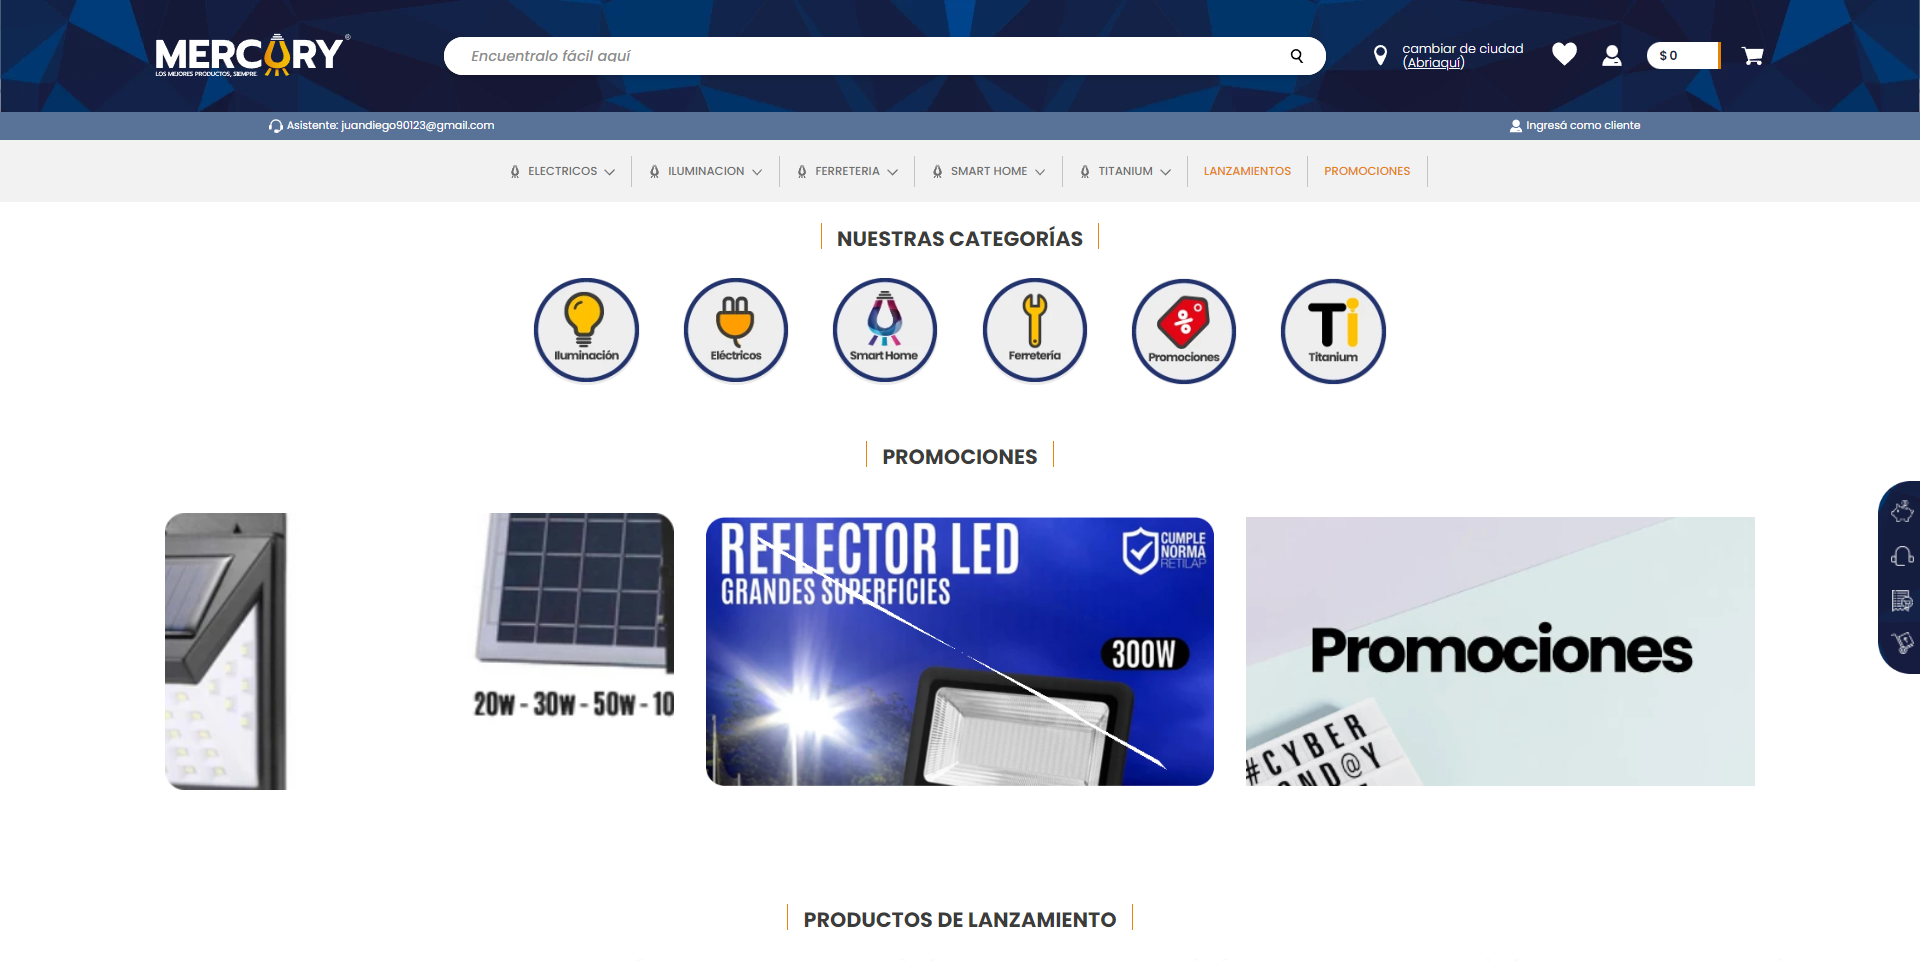 MERCURY®
LOS MEJORES PRODUCTOS, SIEMPRE
Encuentralo fácil aquí
cambiar de ciudad
(Abriaquí)
$ 0
Asistente: juandiego90123@gmail.com
Ingresá como cliente
ELECTRICOS
ILUMINACION
FERRETERIA
SMART HOME
TITANIUM
LANZAMIENTOS
PROMOCIONES
NUESTRAS CATEGORÍAS
Iluminación
Eléctricos
Smart Home
Ferretería
%
Promociones
Ti
Titanium
PROMOCIONES
20W - 30W - 50W - 10
REFLECTOR LED
GRANDES SUPERFICIES
CUMPLE
NORMA
RETILAP
300W
Promociones
#CYBER
OND@Y
PRODUCTOS DE LANZAMIENTO